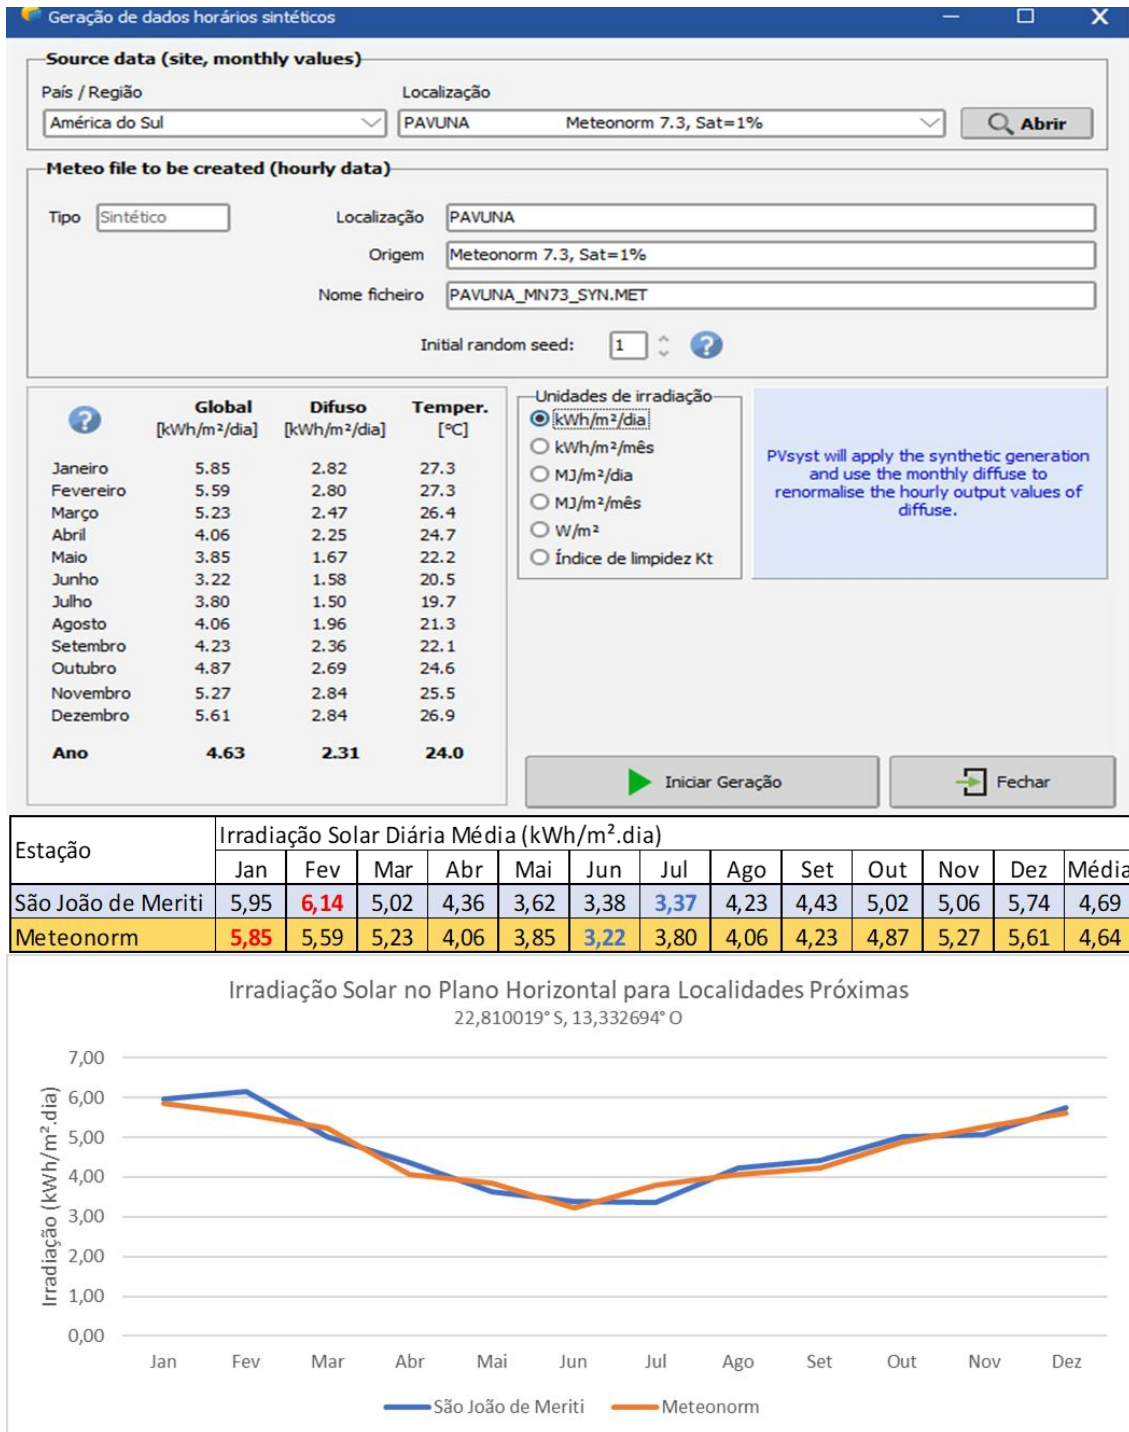 Geração de dados horários sintéticos
Source data (site, monthly values)
País / Região Localização
América do Sul PAVUNA Meteonorm 7.3, Sat=1% Abrir
Meteo file to be created (hourly data)
Tipo Sintético Localização PAVUNA
Origem Meteonorm 7.3, Sat=1%
Nome ficheiro PAVUNA_MN73_SYN.MET
Initial random seed: 1 ?
? Global Difuso Temper.
[kWh/m²/dia] [kWh/m²/dia] [°C]
Janeiro 5.85 2.82 27.3
Fevereiro 5.59 2.80 27.3
Março 5.23 2.47 26.4
Abril 4.06 2.25 24.7
Maio 3.85 1.67 22.2
Junho 3.22 1.58 20.5
Julho 3.80 1.50 19.7
Agosto 4.06 1.96 21.3
Setembro 4.23 2.36 22.1
Outubro 4.87 2.69 24.6
Novembro 5.27 2.84 25.5
Dezembro 5.61 2.84 26.9
Ano 4.63 2.31 24.0
Unidades de irradiação
kWh/m²/dia
kWh/m²/mês
MJ/m²/dia
MJ/m²/mês
W/m²
Índice de limpidez Kt
PVsyst will apply the synthetic generation
and use the monthly diffuse to
renormalise the hourly output values of
diffuse.
Iniciar Geração Fechar
Estação Irradiação Solar Diária Média (kWh/m².dia)
Jan Fev Mar Abr Mai Jun Jul Ago Set Out Nov Dez Média
São João de Meriti 5,95 6,14 5,02 4,36 3,62 3,38 3,37 4,23 4,43 5,02 5,06 5,74 4,69
Meteonorm 5,85 5,59 5,23 4,06 3,85 3,22 3,80 4,06 4,23 4,87 5,27 5,61 4,64
Irradiação Solar no Plano Horizontal para Localidades Próximas
22,810019° S, 13,332694° O
Irradiação (kWh/m².dia)
7,00
6,00
5,00
4,00
3,00
2,00
1,00
0,00
Jan Fev Mar Abr Mai Jun Jul Ago Set Out Nov Dez
São João de Meriti Meteonorm